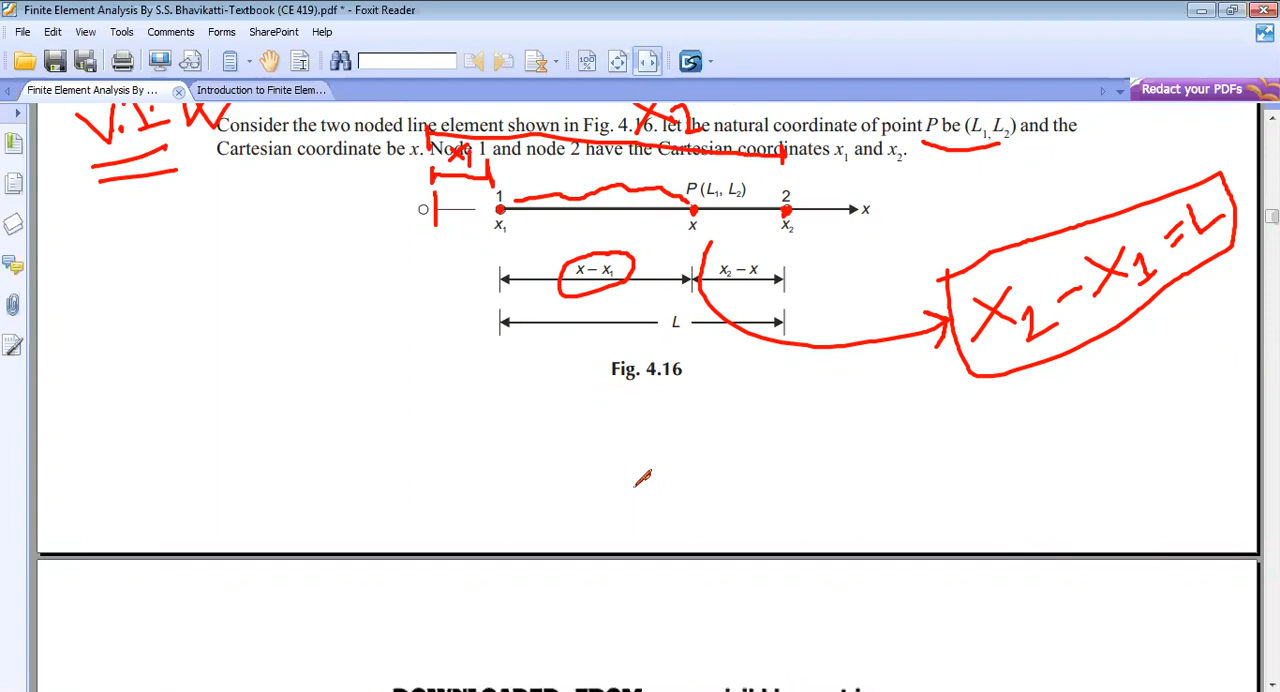 Finite Element Analysis By S.S. Bhavikatti-Textbook (CE 419).pdf * - Foxit Reader
File Edit View Tools Comments Forms SharePoint Help
Finite Element Analysis By ... Introduction to Finite Elem... Redact your PDFs
V.I. W X2
Consider the two noded line element shown in Fig. 4.16. let the natural coordinate of point P be (L1, L2) and the
Cartesian coordinate be x. Node 1 and node 2 have the Cartesian coordinates x1 and x2.
x1
1 P (L1, L2) 2
O x
x1 x x2
x – x1 x2 – x
X2 - X1 = L
L
Fig. 4.16